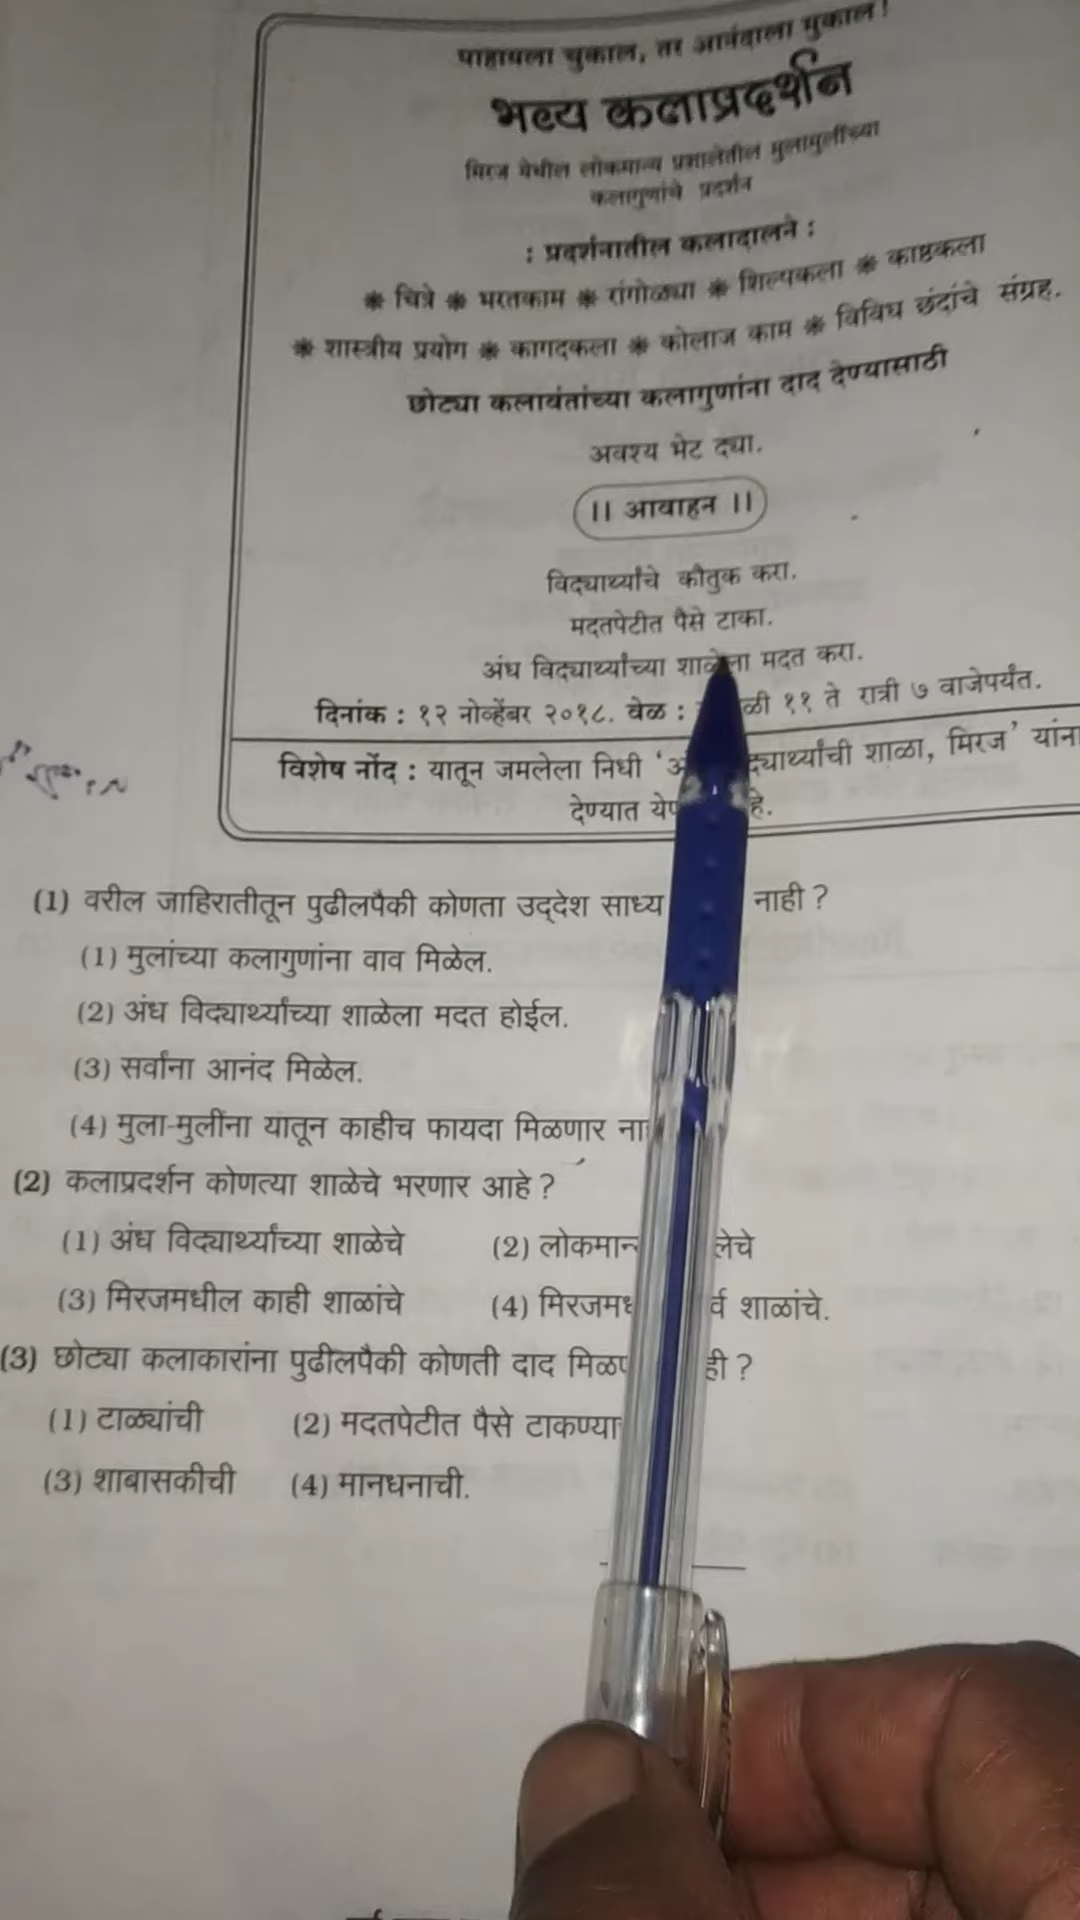 पाहायला चुकाल, तर आनंदाला मुकाल!
भव्य कलाप्रदर्शन
मिरज येथील लोकमान्य प्रशालेतील मुलामुलींच्या
कलागुणांचे प्रदर्शन
: प्रदर्शनातील कलादालने :
❋ चित्रे ❋ भरतकाम ❋ रांगोळ्या ❋ शिल्पकला ❋ काष्ठकला
❋ शास्त्रीय प्रयोग ❋ कागदकला ❋ कोलाज काम ❋ विविध छंदांचे संग्रह.
छोट्या कलावंतांच्या कलागुणांना दाद देण्यासाठी
अवश्य भेट द्या.
।। आवाहन ।।
विद्यार्थ्यांचे कौतुक करा.
मदतपेटीत पैसे टाका.
अंध विद्यार्थ्यांच्या शाळेला मदत करा.
दिनांक : १२ नोव्हेंबर २०१८. वेळ : ११ ते रात्री ७ वाजेपर्यंत.
विशेष नोंद : यातून जमलेला निधी शाळा, मिरज' यांना
देण्यात
(1) वरील जाहिरातीतून पुढीलपैकी कोणता उद्देश साध्य नाही ?
(1) मुलांच्या कलागुणांना वाव मिळेल.
(2) अंध विद्यार्थ्यांच्या शाळेला मदत होईल.
(3) सर्वांना आनंद मिळेल.
(4) मुला-मुलींना यातून काहीच फायदा मिळणार
(2) कलाप्रदर्शन कोणत्या शाळेचे भरणार आहे ?
(1) अंध विद्यार्थ्यांच्या शाळेचे (2)
(3) मिरजमधील काही शाळांचे (4) शाळांचे.
(3) छोट्या कलाकारांना पुढीलपैकी कोणती दाद ?
(1) टाळ्यांची (2) मदतपेटीत पैसे
(3) शाबासकीची (4) मानधनाची.